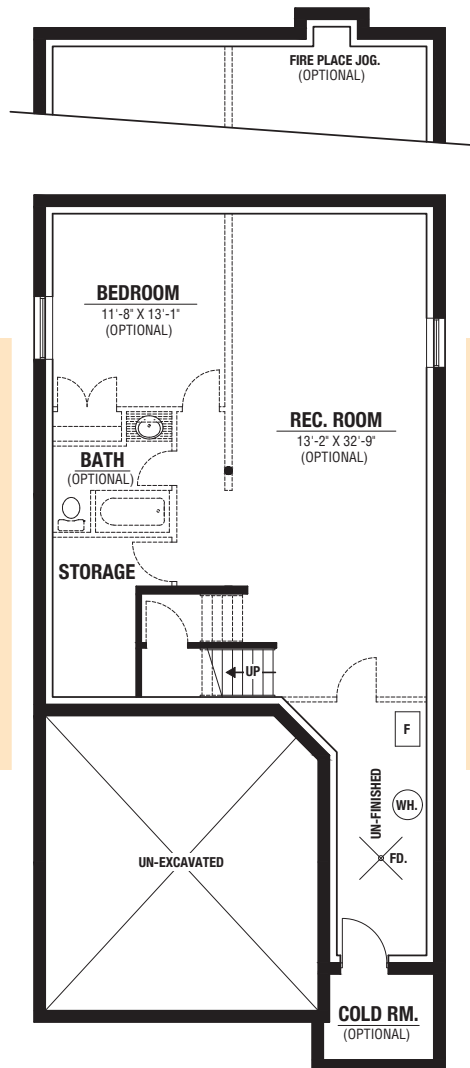 FIRE PLACE JOG.
(OPTIONAL)
BEDROOM
11'-8" X 13'-1"
(OPTIONAL)
REC. ROOM
13'-2" X 32'-9"
(OPTIONAL)
BATH
(OPTIONAL)
STORAGE
UP
F
UN-FINISHED
WH.
FD.
UN-EXCAVATED
COLD RM.
(OPTIONAL)